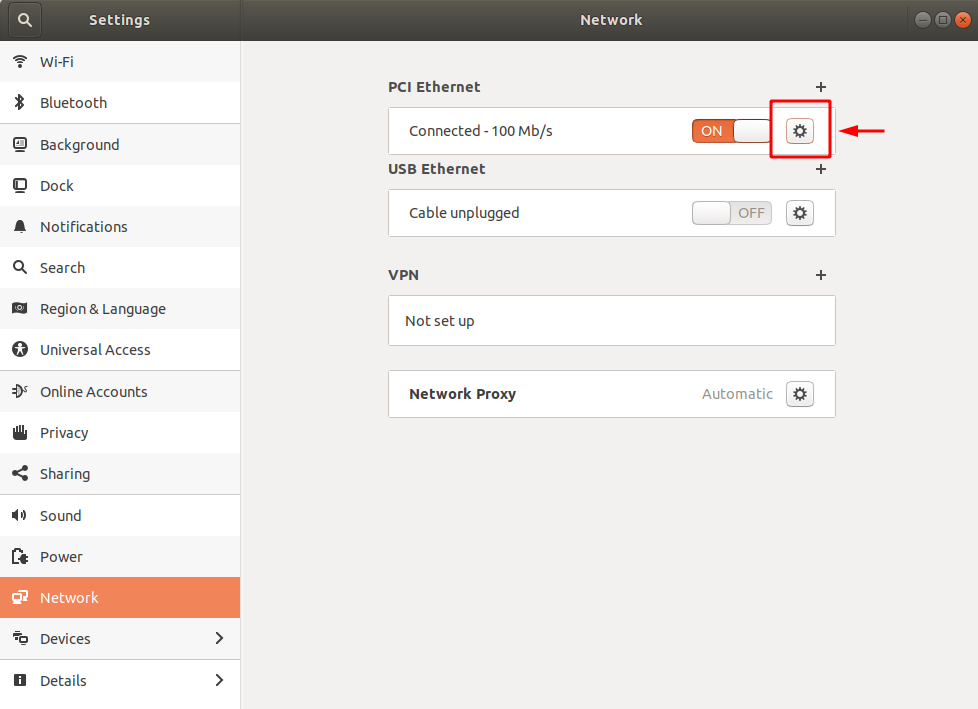 Settings
Network
Wi-Fi
Bluetooth
Background
Dock
Notifications
Search
Region & Language
Universal Access
Online Accounts
Privacy
Sharing
Sound
Power
Network
Devices
Details
PCI Ethernet
Connected - 100 Mb/s ON
USB Ethernet
Cable unplugged OFF
VPN
Not set up
Network Proxy Automatic